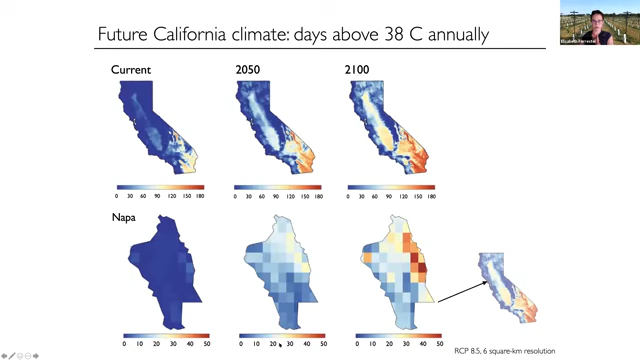 Future California climate: days above 38 C annually
Elisabeth Forrestel
Current 2050 2100
0 30 60 90 120 150 180 0 30 60 90 120 150 180 0 30 60 90 120 150 180
Napa
0 10 20 30 40 50 0 10 20 30 40 50 0 10 20 30 40 50
RCP 8.5, 6 square-km resolution